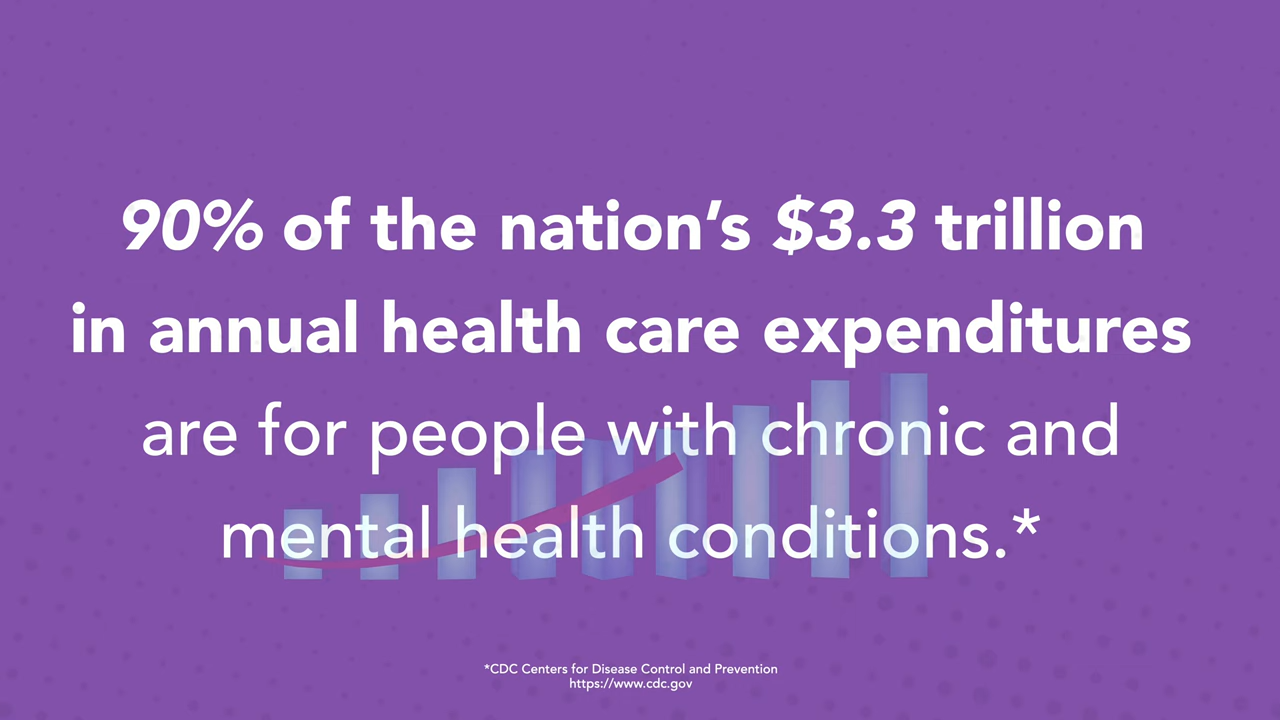 90% of the nation’s $3.3 trillion
in annual health care expenditures
are for people with chronic and
mental health conditions.*
*CDC Centers for Disease Control and Prevention
https://www.cdc.gov